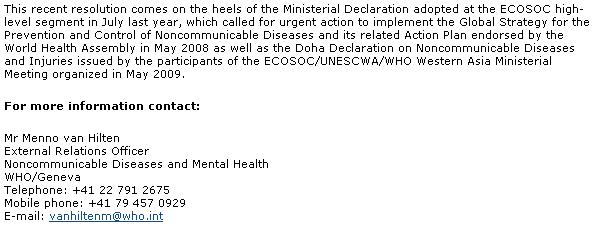 This recent resolution comes on the heels of the Ministerial Declaration adopted at the ECOSOC high-
level segment in July last year, which called for urgent action to implement the Global Strategy for the
Prevention and Control of Noncommunicable Diseases and its related Action Plan endorsed by the
World Health Assembly in May 2008 as well as the Doha Declaration on Noncommunicable Diseases
and Injuries issued by the participants of the ECOSOC/UNESCWA/WHO Western Asia Ministerial
Meeting organized in May 2009.
For more information contact:
Mr Menno van Hilten
External Relations Officer
Noncommunicable Diseases and Mental Health
WHO/Geneva
Telephone: +41 22 791 2675
Mobile phone: +41 79 457 0929
E-mail: vanhiltenm@who.int